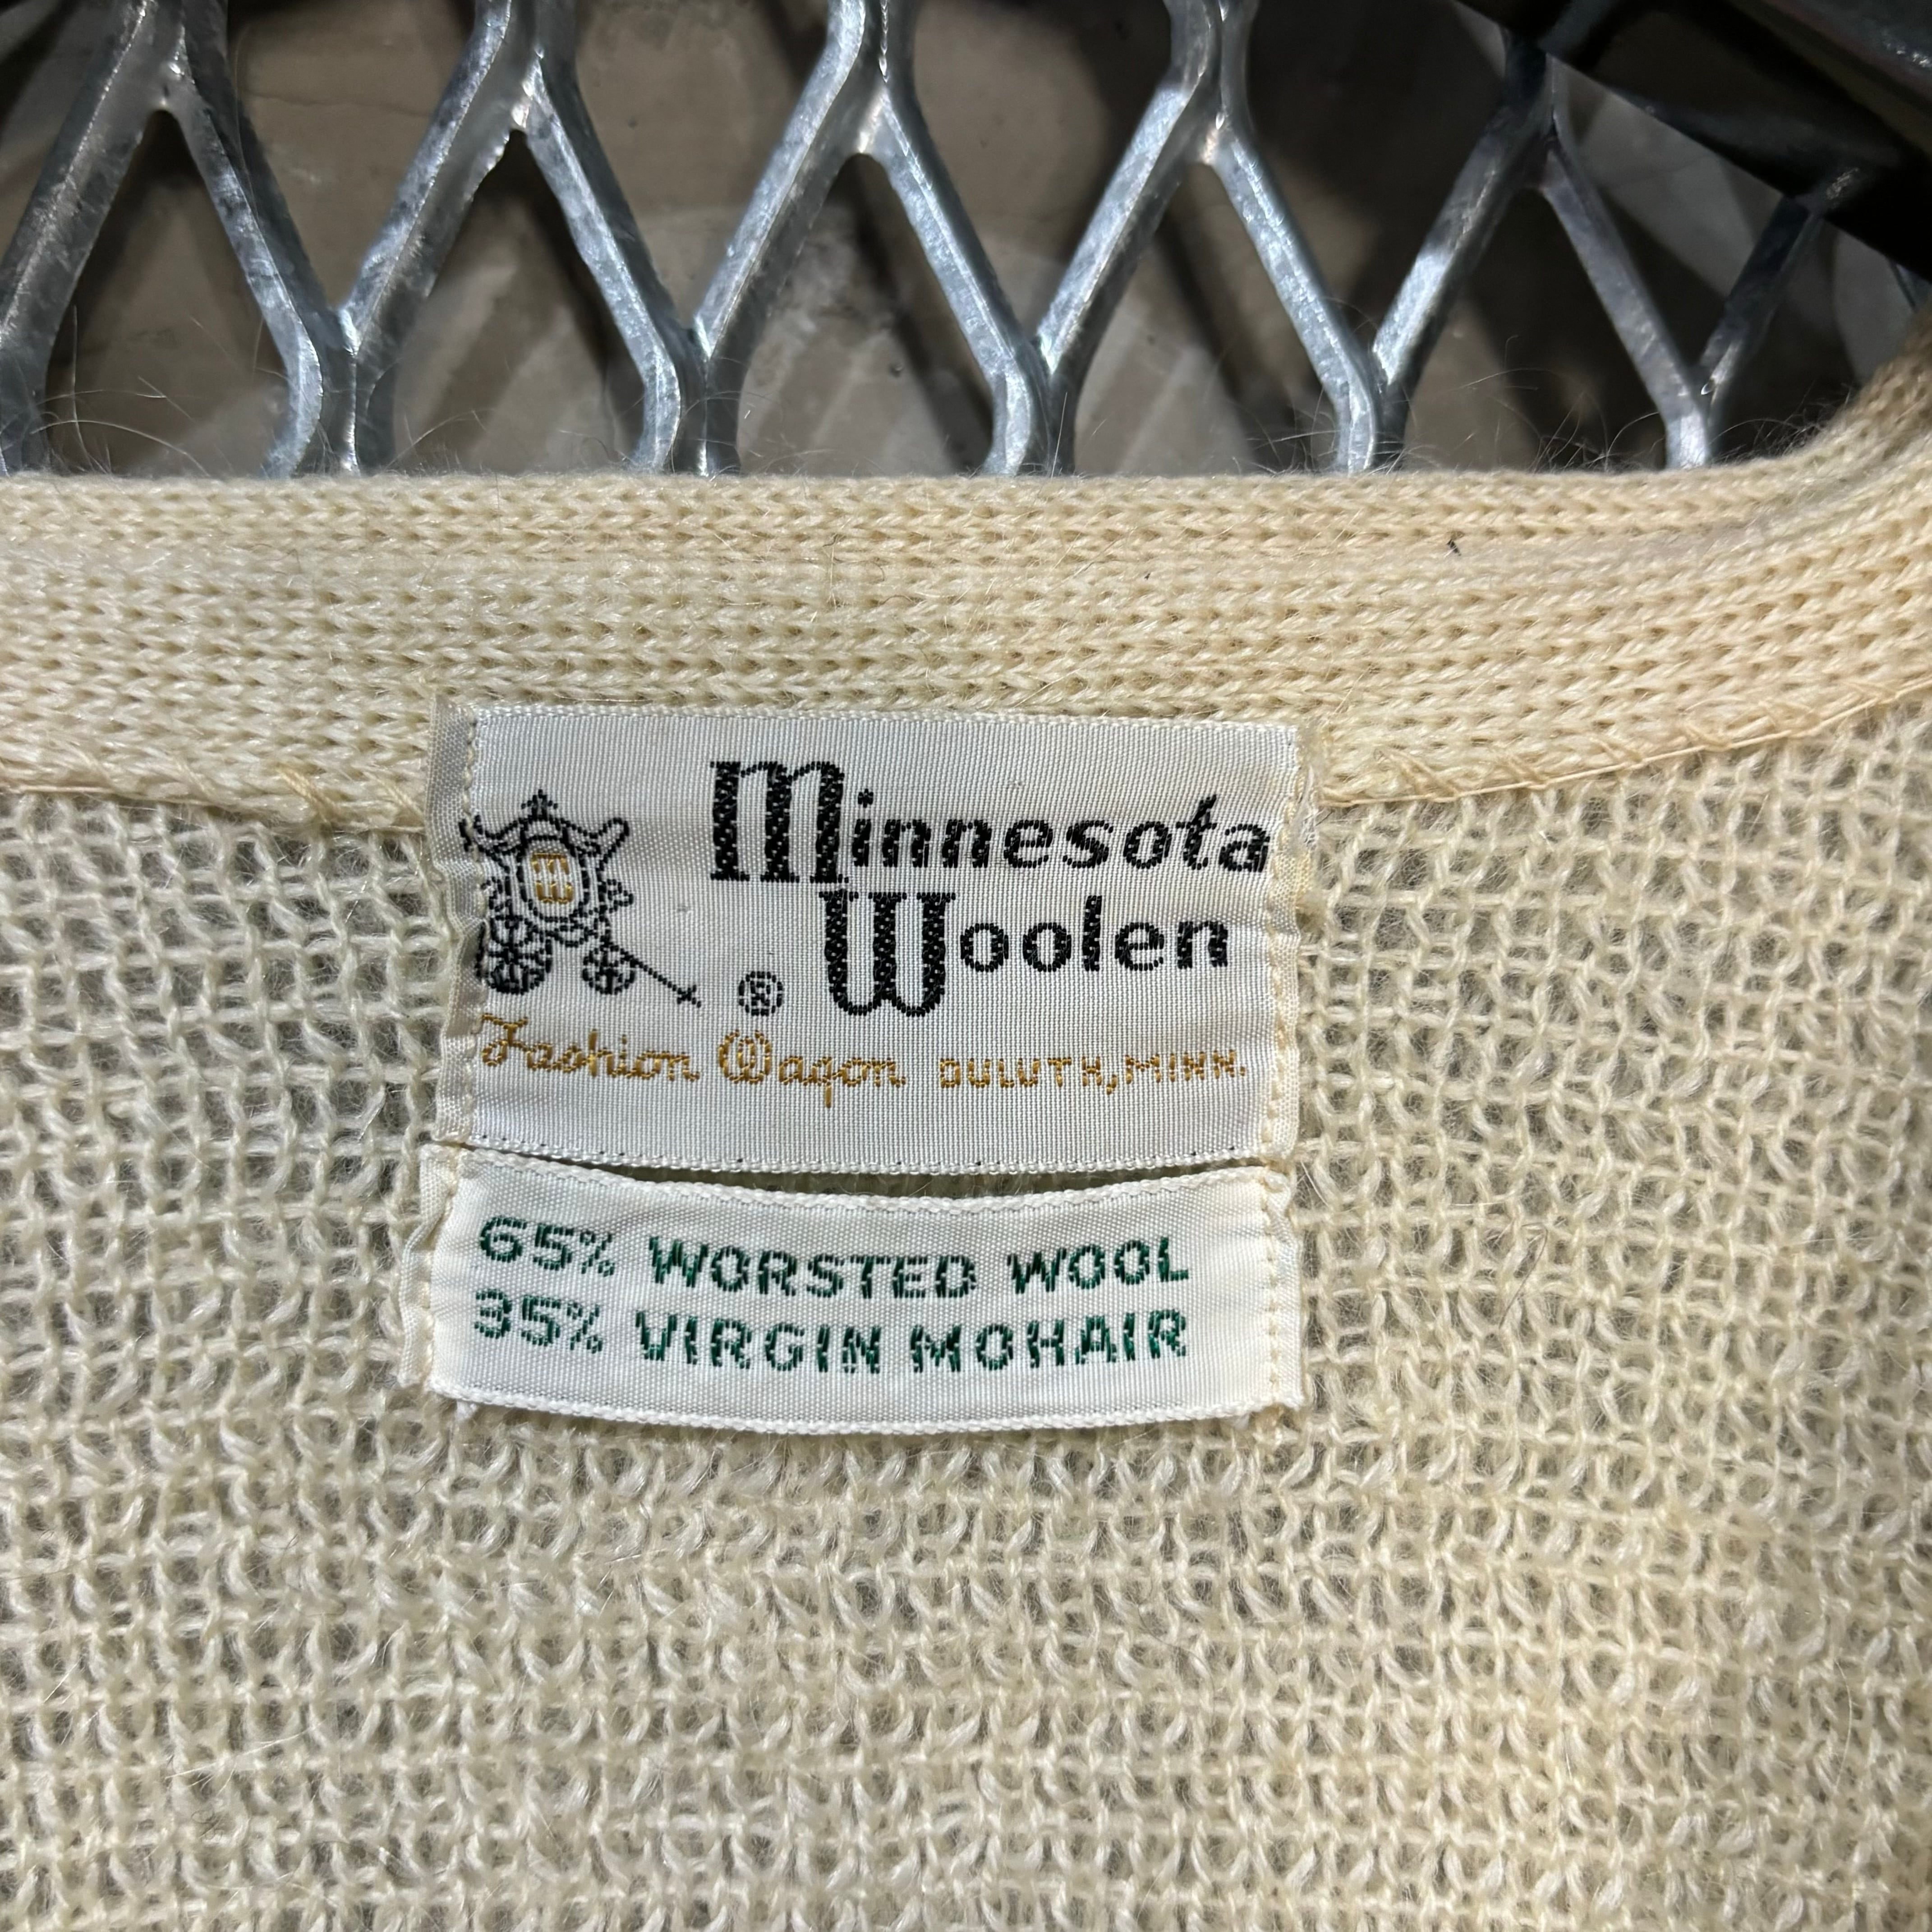 Minnesota
® Woolen
Fashion Wagon DULUTH, MINN.
65% WORSTED WOOL
35% VIRGIN MOHAIR